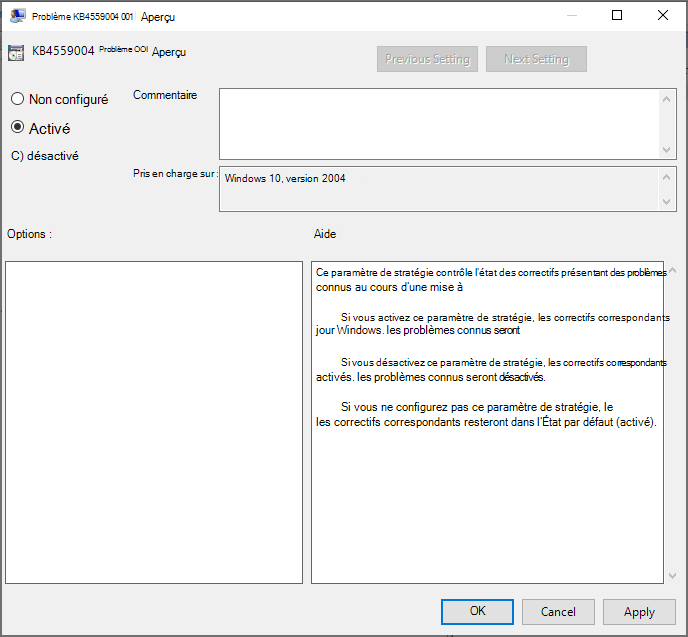 Problème KB4559004 001 Aperçu
KB4559004 Problème OOI Aperçu
Previous Setting
Next Setting
Non configuré
Commentaire
Activé
C) désactivé
Pris en charge sur :
Windows 10, version 2004
Options :
Aide
Ce paramètre de stratégie contrôle l'état des correctifs présentant des problèmes
connus au cours d'une mise à
Si vous activez ce paramètre de stratégie, les correctifs correspondants
jour Windows. les problèmes connus seront
Si vous désactivez ce paramètre de stratégie, les correctifs correspondants
activés. les problèmes connus seront désactivés.
Si vous ne configurez pas ce paramètre de stratégie, le
les correctifs correspondants resteront dans l'État par défaut (activé).
OK
Cancel
Apply